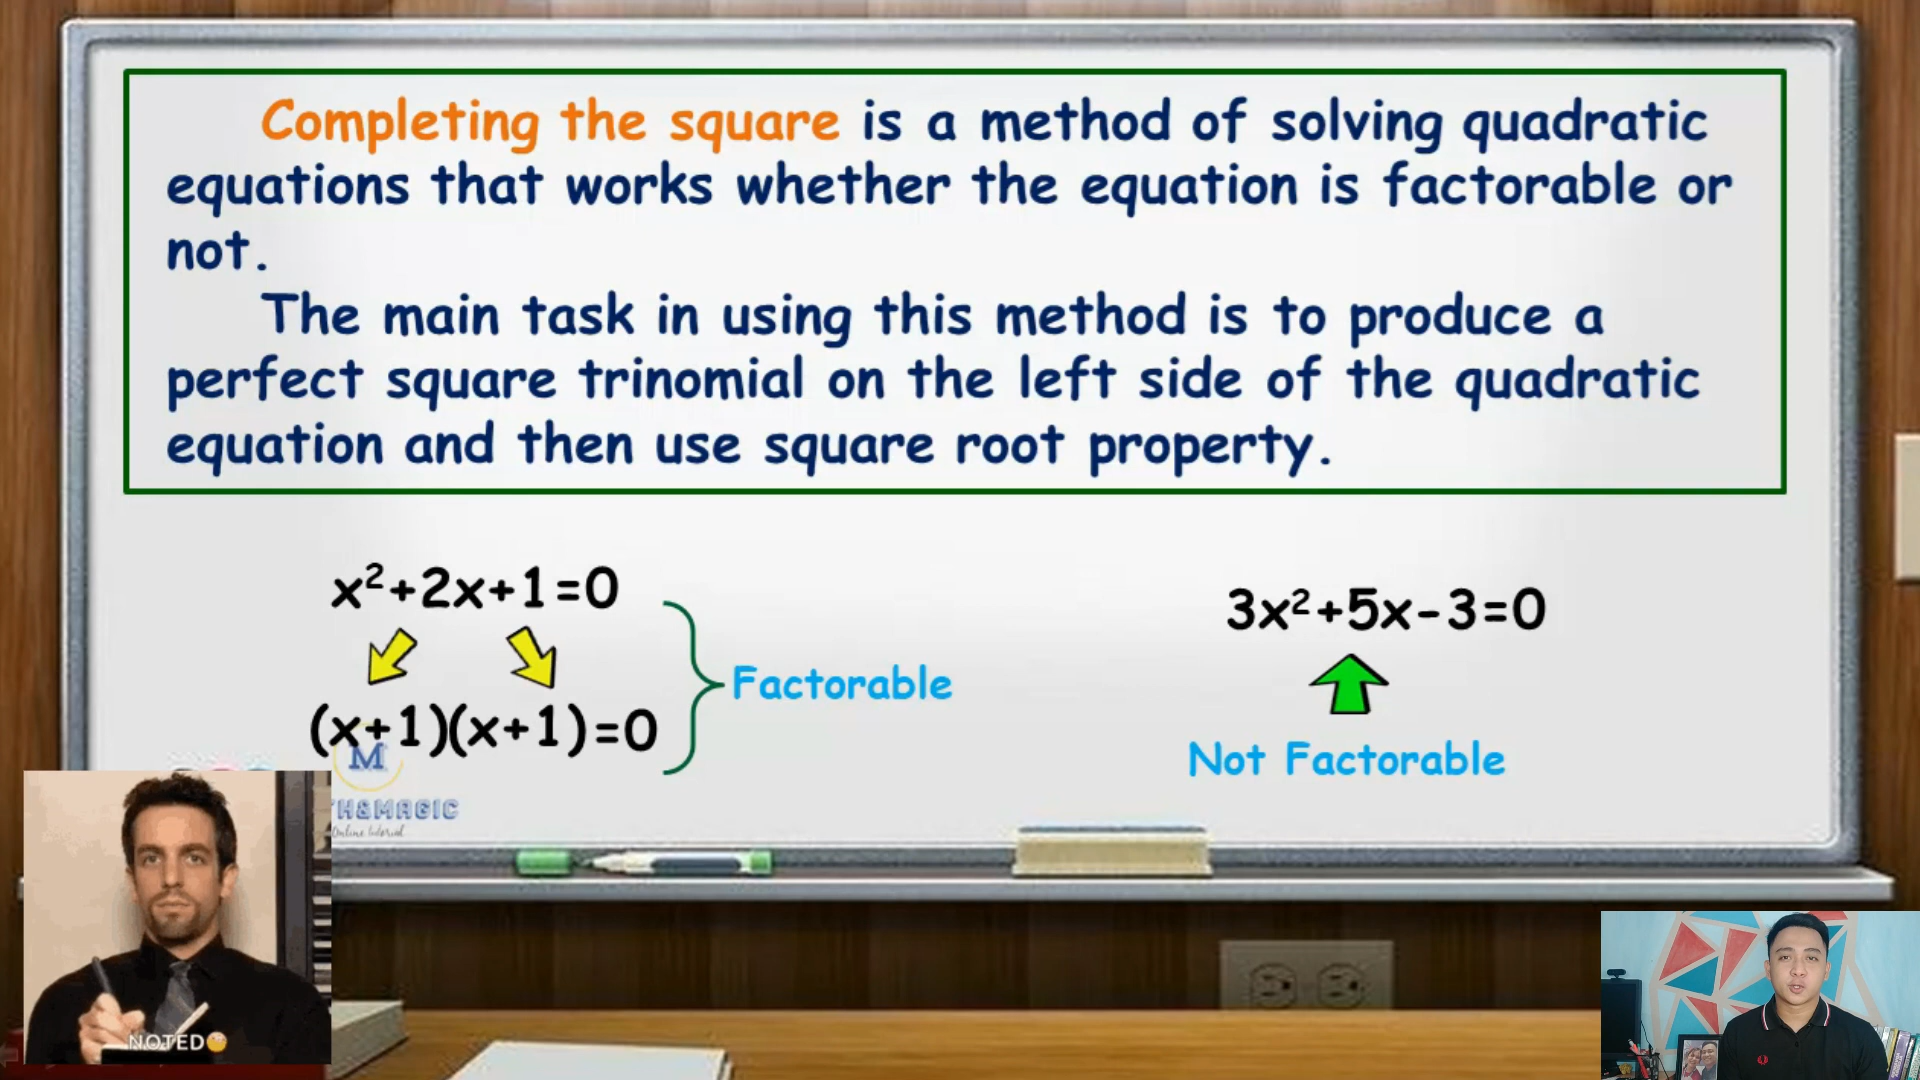 Completing the square is a method of solving quadratic
equations that works whether the equation is factorable or
not.
The main task in using this method is to produce a
perfect square trinomial on the left side of the quadratic
equation and then use square root property.
x²+2x+1=0
3x²+5x-3=0
Factorable
(x+1)(x+1)=0
Not Factorable
M
H&MAGIC
Online tutorial
NOTED